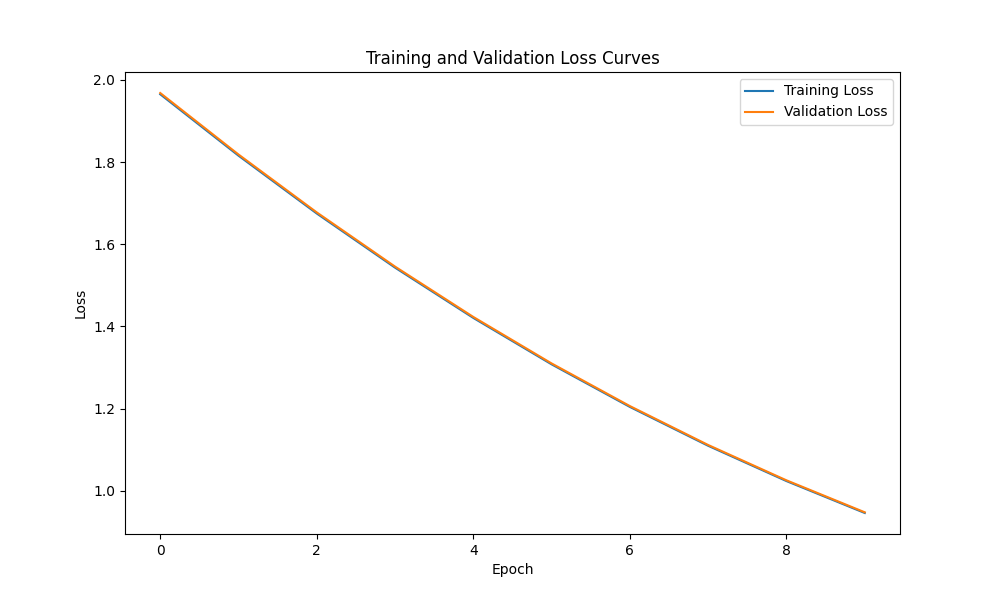 Training and Validation Loss Curves
Training Loss
Validation Loss
2.0
1.8
1.6
1.4
1.2
1.0
Loss
0 2 4 6 8
Epoch